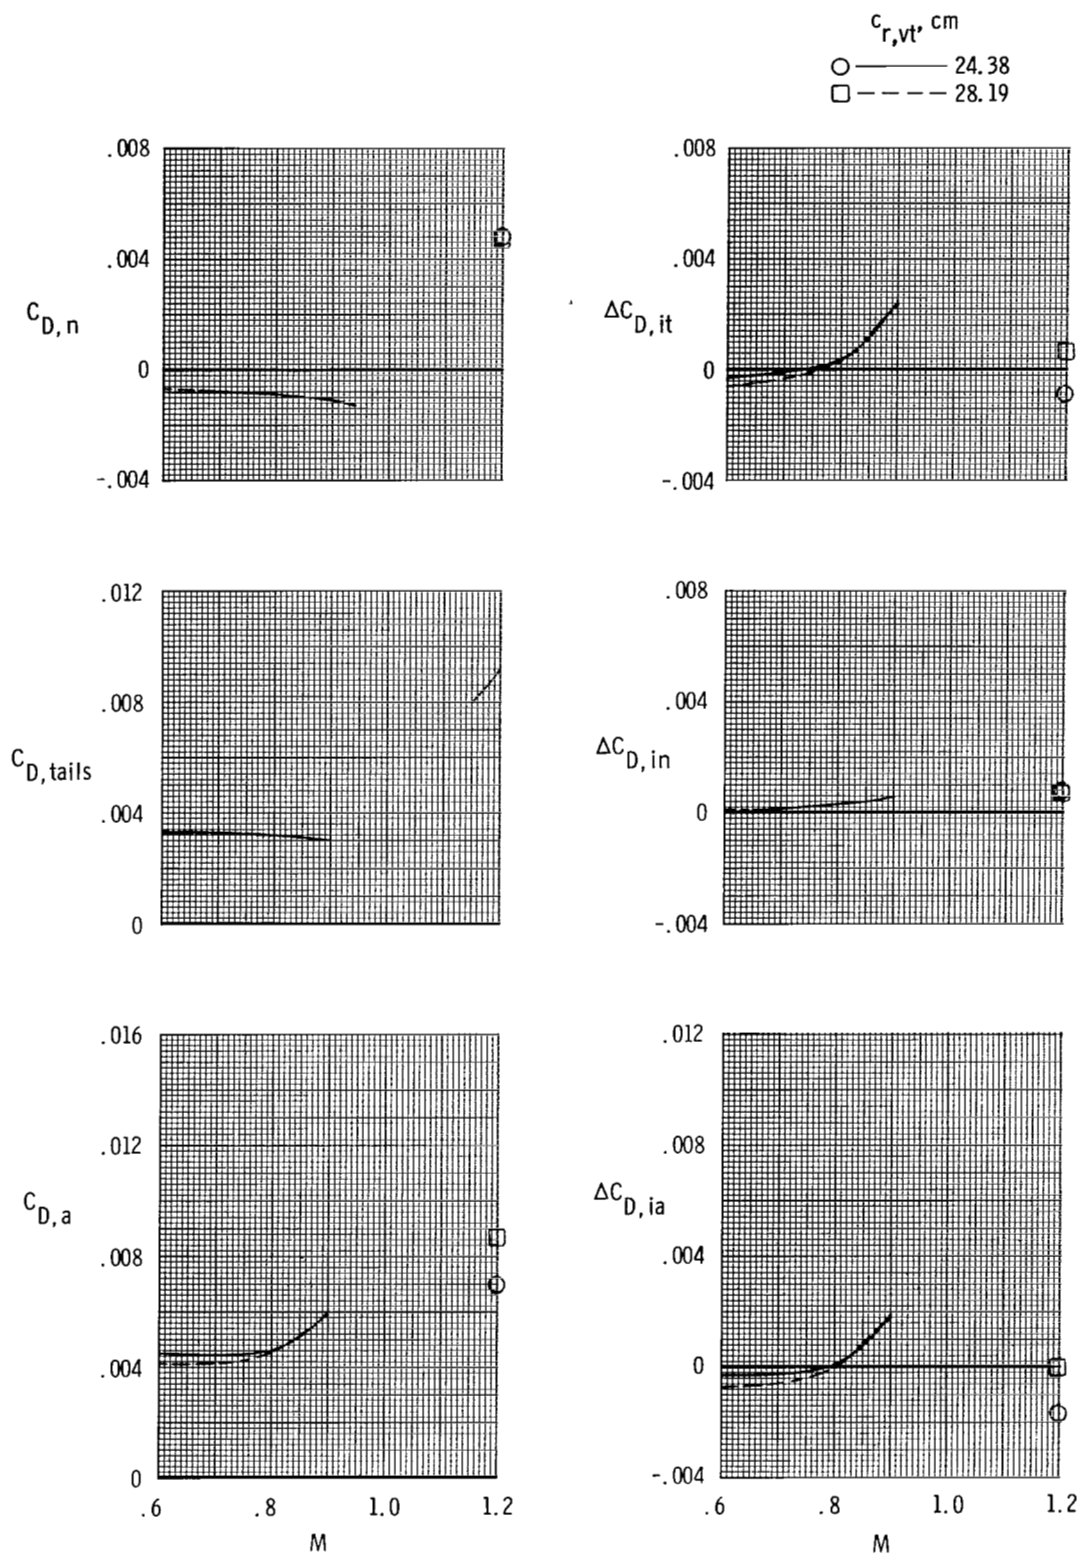 c_r,vt, cm
24.38
28.19
.008
.004
C_D,n
0
-.004
.008
.004
ΔC_D,it
0
-.004
.012
.008
C_D,tails
.004
0
.008
.004
ΔC_D,in
0
-.004
.016
.012
C_D,a
.008
.004
0
.6 .8 1.0 1.2
M
.012
.008
ΔC_D,ia
.004
0
-.004
.6 .8 1.0 1.2
M